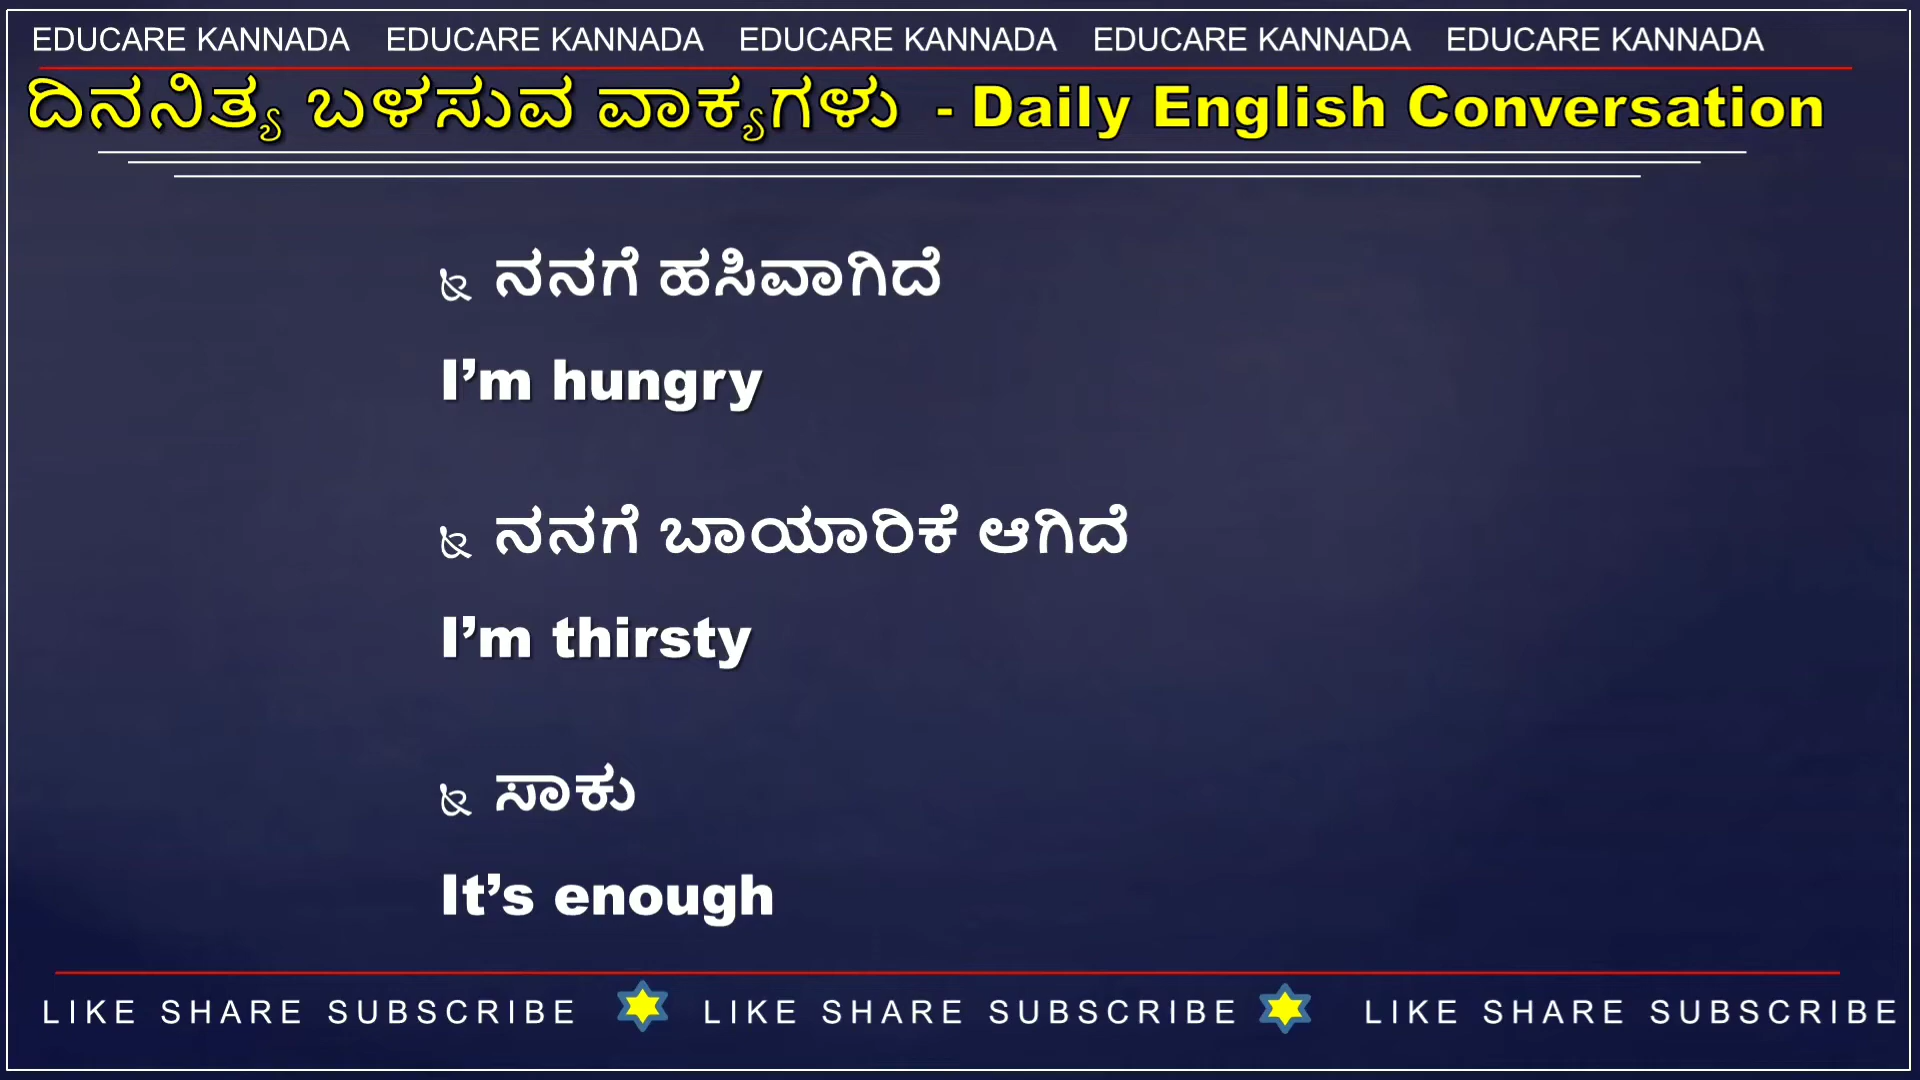 EDUCARE KANNADA EDUCARE KANNADA EDUCARE KANNADA EDUCARE KANNADA EDUCARE KANNADA
ದಿನನಿತ್ಯ ಬಳಸುವ ವಾಕ್ಯಗಳು - Daily English Conversation
ನನಗೆ ಹಸಿವಾಗಿದೆ
I’m hungry
ನನಗೆ ಬಾಯಾರಿಕೆ ಆಗಿದೆ
I’m thirsty
ಸಾಕು
It’s enough
LIKE SHARE SUBSCRIBE LIKE SHARE SUBSCRIBE LIKE SHARE SUBSCRIBE